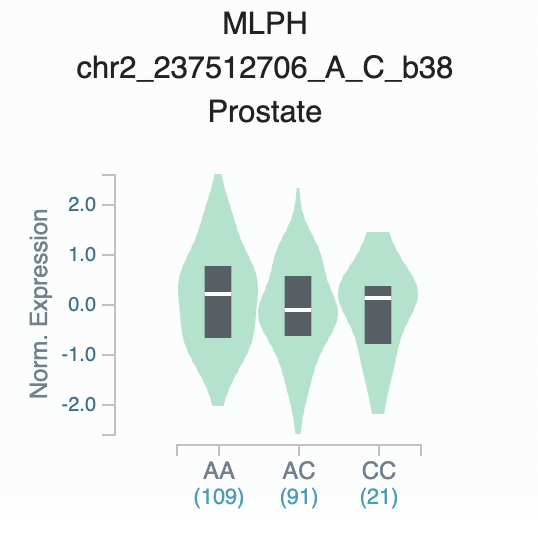 MLPH
chr2_237512706_A_C_b38
Prostate
Norm. Expression
2.0
1.0
0.0
-1.0
-2.0
AA AC CC
(109) (91) (21)